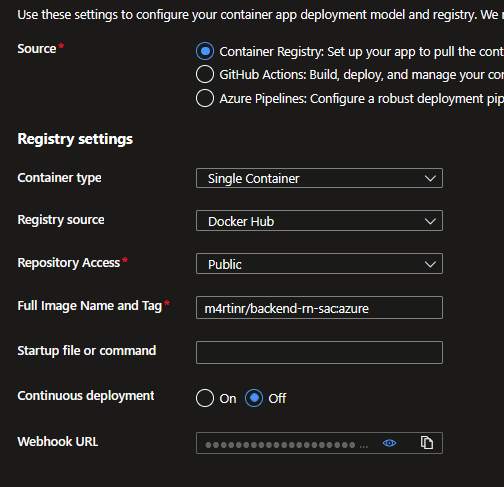 Use these settings to configure your container app deployment model and registry. We
Source*
Container Registry: Set up your app to pull the cont
GitHub Actions: Build, deploy, and manage your con
Azure Pipelines: Configure a robust deployment pip
Registry settings
Container type Single Container
Registry source Docker Hub
Repository Access* Public
Full Image Name and Tag* m4rtinr/backend-rn-sac:azure
Startup file or command
Continuous deployment On Off
Webhook URL ●●●●●●●●●●●●●●●●●●●● ...